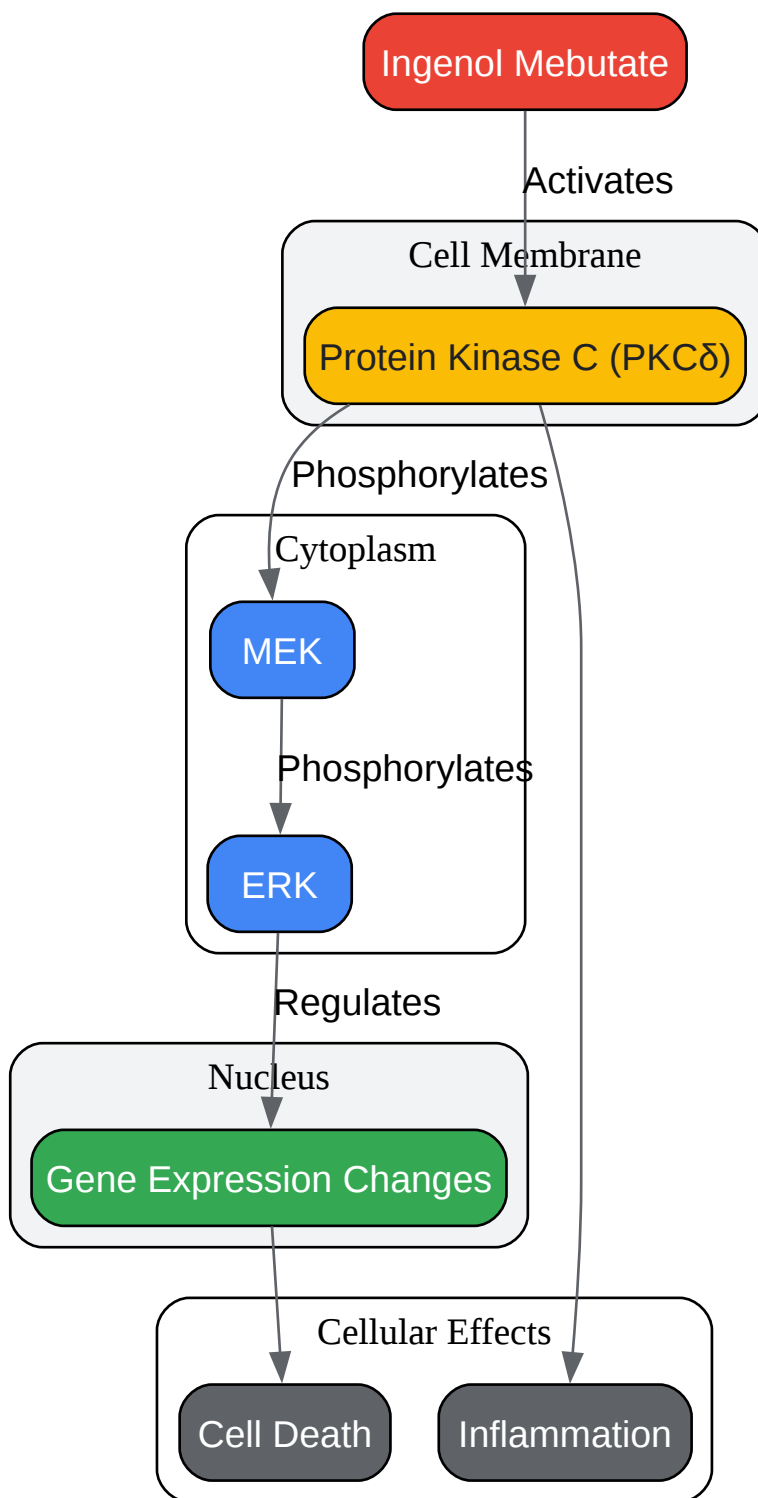 Ingenol Mebutate
Activates
Cell Membrane
Protein Kinase C (PKCδ)
Phosphorylates
Cytoplasm
MEK
Phosphorylates
ERK
Regulates
Nucleus
Gene Expression Changes
Cellular Effects
Cell Death
Inflammation